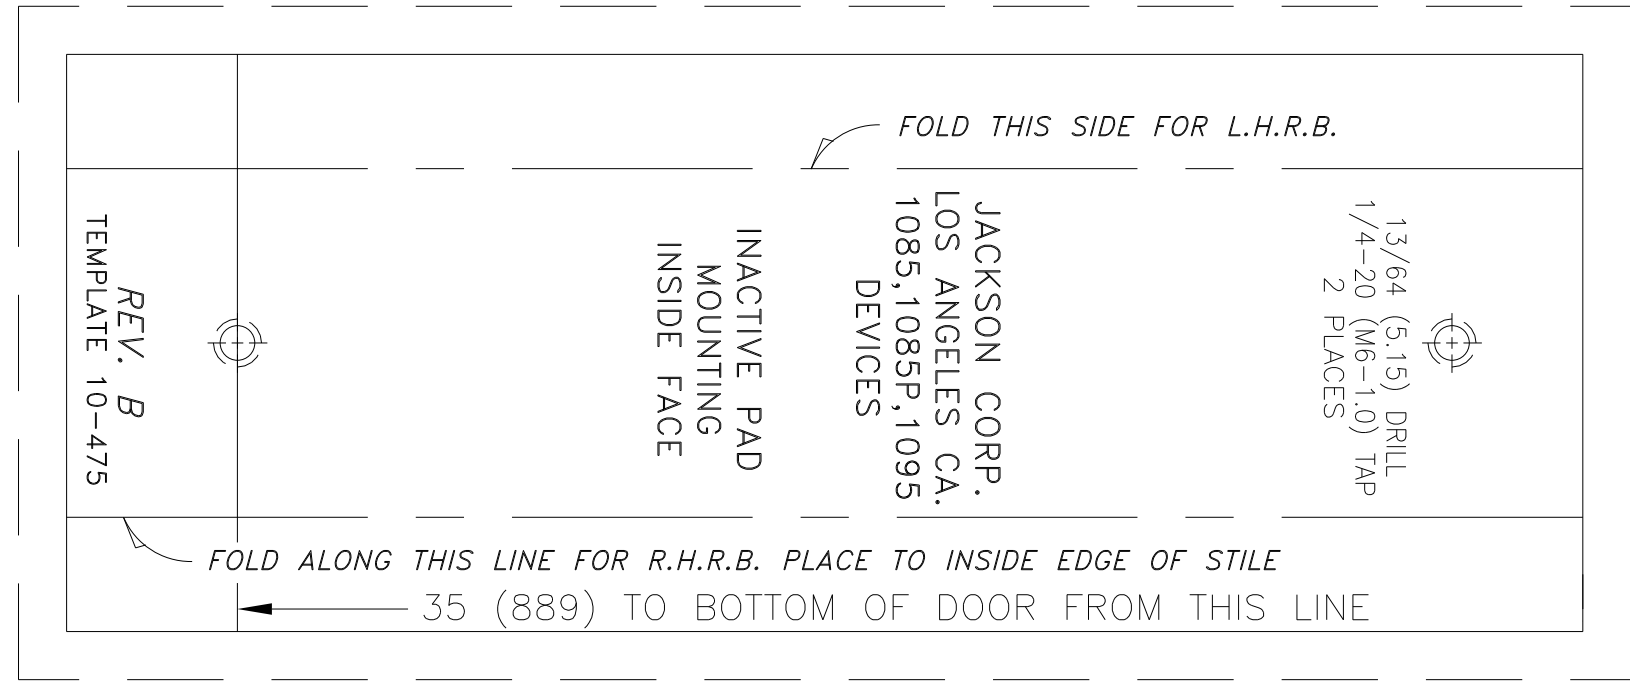 FOLD THIS SIDE FOR L.H.R.B.
13/64 (5.15) DRILL
1/4-20 (M6-1.0) TAP
2 PLACES
JACKSON CORP.
LOS ANGELES CA.
1085,1085P,1095
DEVICES
INACTIVE PAD
MOUNTING
INSIDE FACE
REV. B
TEMPLATE 10-475
FOLD ALONG THIS LINE FOR R.H.R.B. PLACE TO INSIDE EDGE OF STILE
35 (889) TO BOTTOM OF DOOR FROM THIS LINE